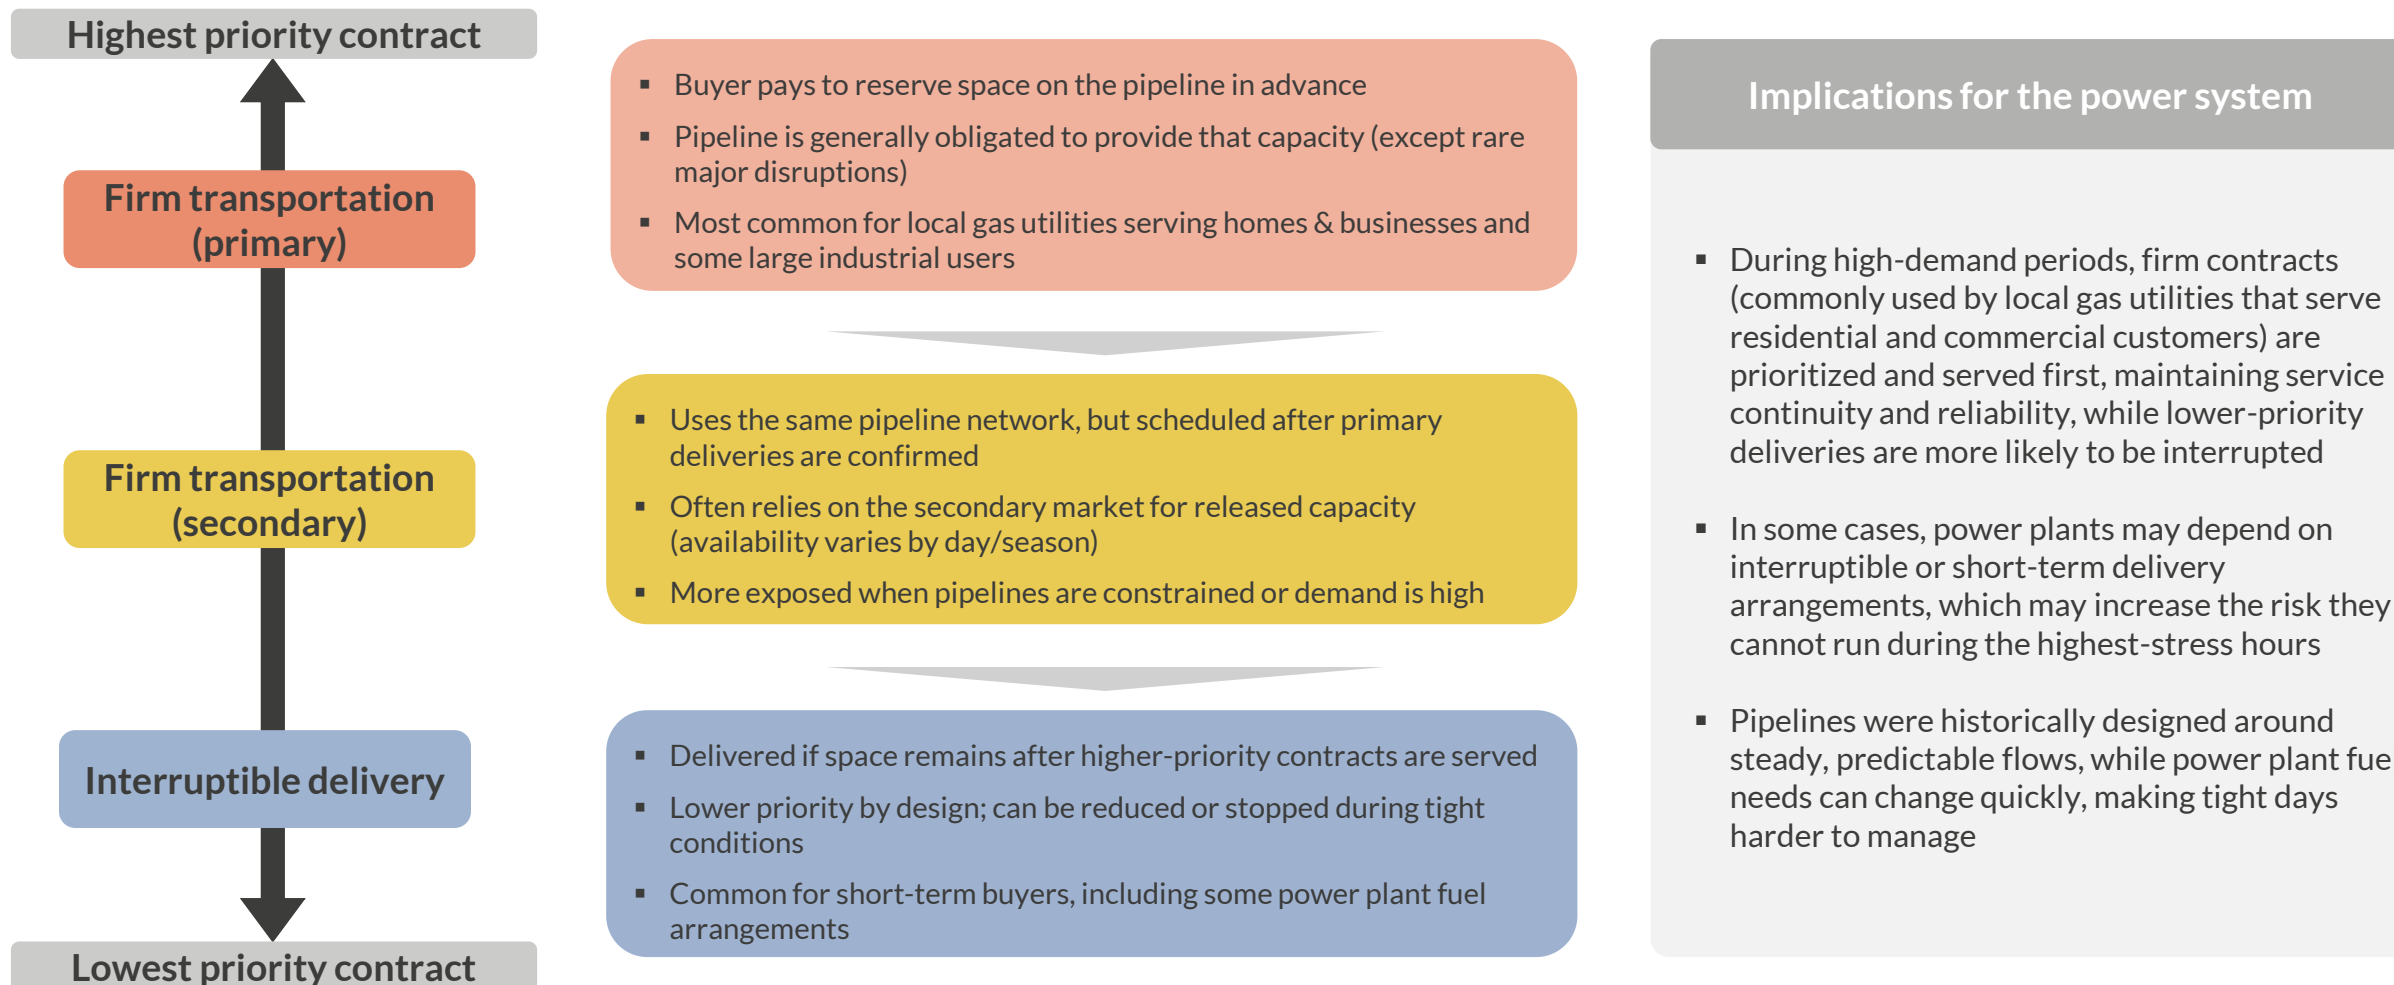 Highest priority contract
Firm transportation
(primary)
▪ Buyer pays to reserve space on the pipeline in advance
▪ Pipeline is generally obligated to provide that capacity (except rare
major disruptions)
▪ Most common for local gas utilities serving homes & businesses and
some large industrial users
Firm transportation
(secondary)
▪ Uses the same pipeline network, but scheduled after primary
deliveries are confirmed
▪ Often relies on the secondary market for released capacity
(availability varies by day/season)
▪ More exposed when pipelines are constrained or demand is high
Interruptible delivery
▪ Delivered if space remains after higher-priority contracts are served
▪ Lower priority by design; can be reduced or stopped during tight
conditions
▪ Common for short-term buyers, including some power plant fuel
arrangements
Lowest priority contract
Implications for the power system
▪ During high-demand periods, firm contracts
(commonly used by local gas utilities that serve
residential and commercial customers) are
prioritized and served first, maintaining service
continuity and reliability, while lower-priority
deliveries are more likely to be interrupted
▪ In some cases, power plants may depend on
interruptible or short-term delivery
arrangements, which may increase the risk they
cannot run during the highest-stress hours
▪ Pipelines were historically designed around
steady, predictable flows, while power plant fue
needs can change quickly, making tight days
harder to manage